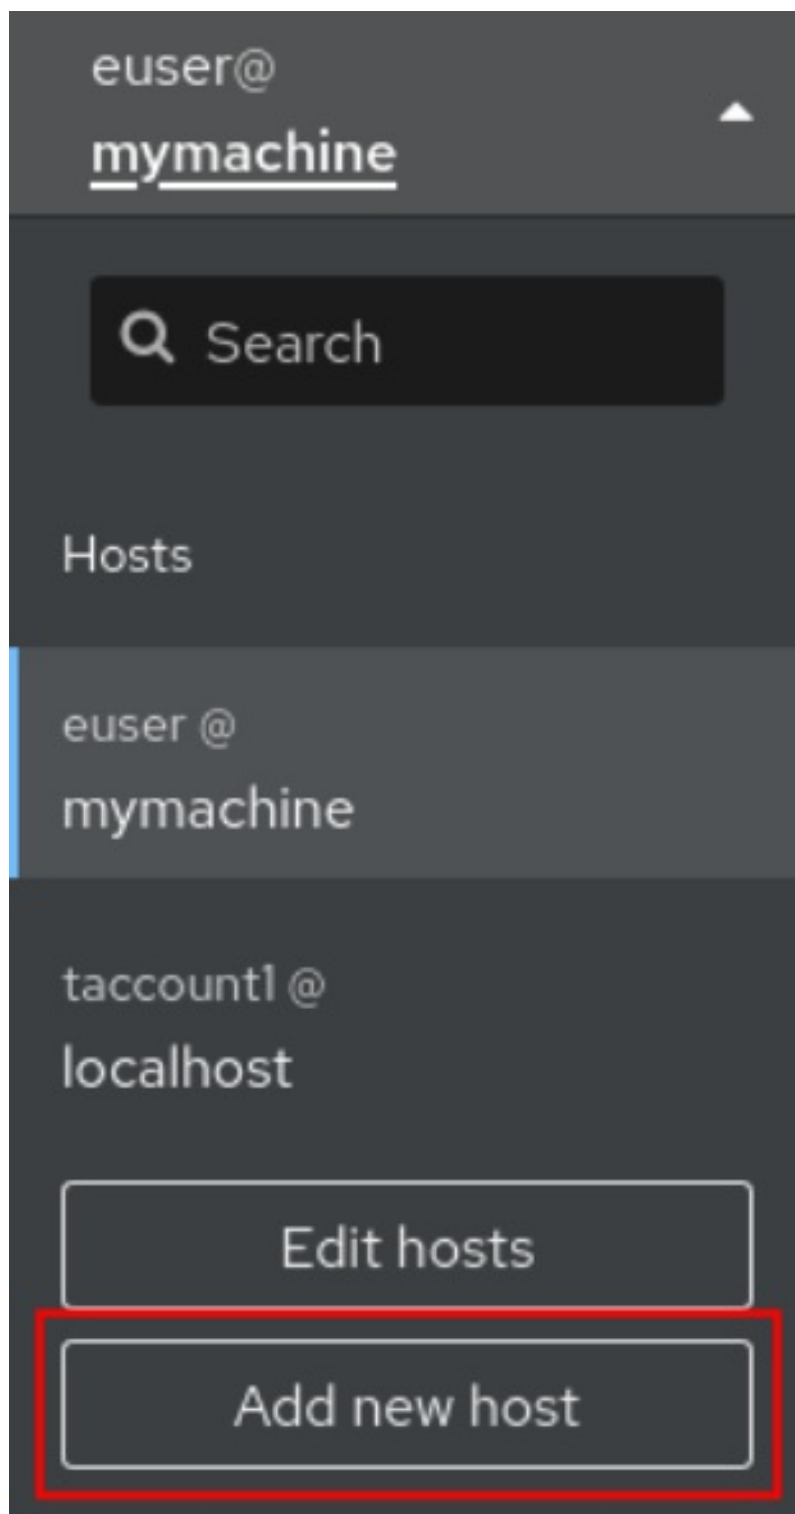 euser@
mymachine
Search
Hosts
euser @
mymachine
taccount1 @
localhost
Edit hosts
Add new host